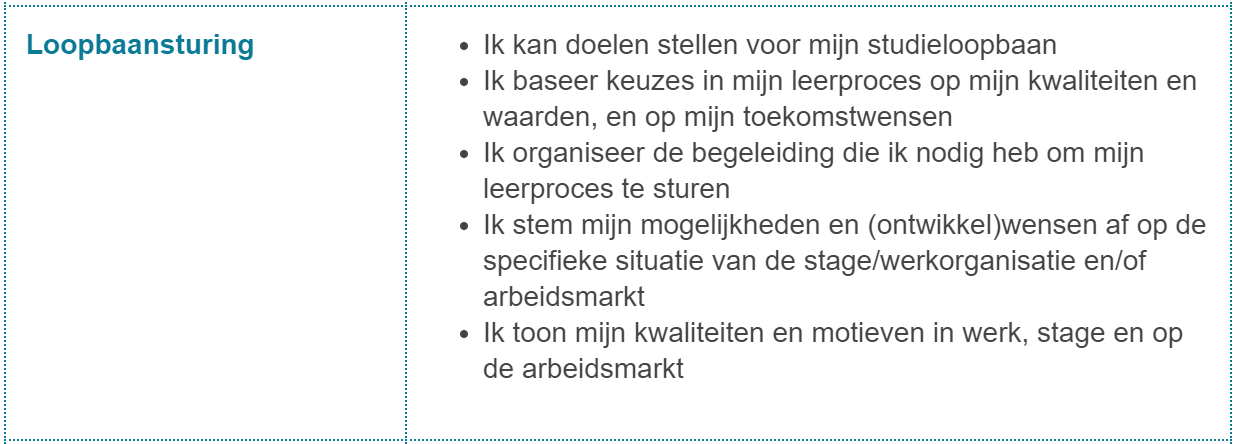 Loopbaansturing
• Ik kan doelen stellen voor mijn studieloopbaan
• Ik baseer keuzes in mijn leerproces op mijn kwaliteiten en
waarden, en op mijn toekomstwensen
• Ik organiseer de begeleiding die ik nodig heb om mijn
leerproces te sturen
• Ik stem mijn mogelijkheden en (ontwikkel)wensen af op de
specifieke situatie van de stage/werkorganisatie en/of
arbeidsmarkt
• Ik toon mijn kwaliteiten en motieven in werk, stage en op
de arbeidsmarkt